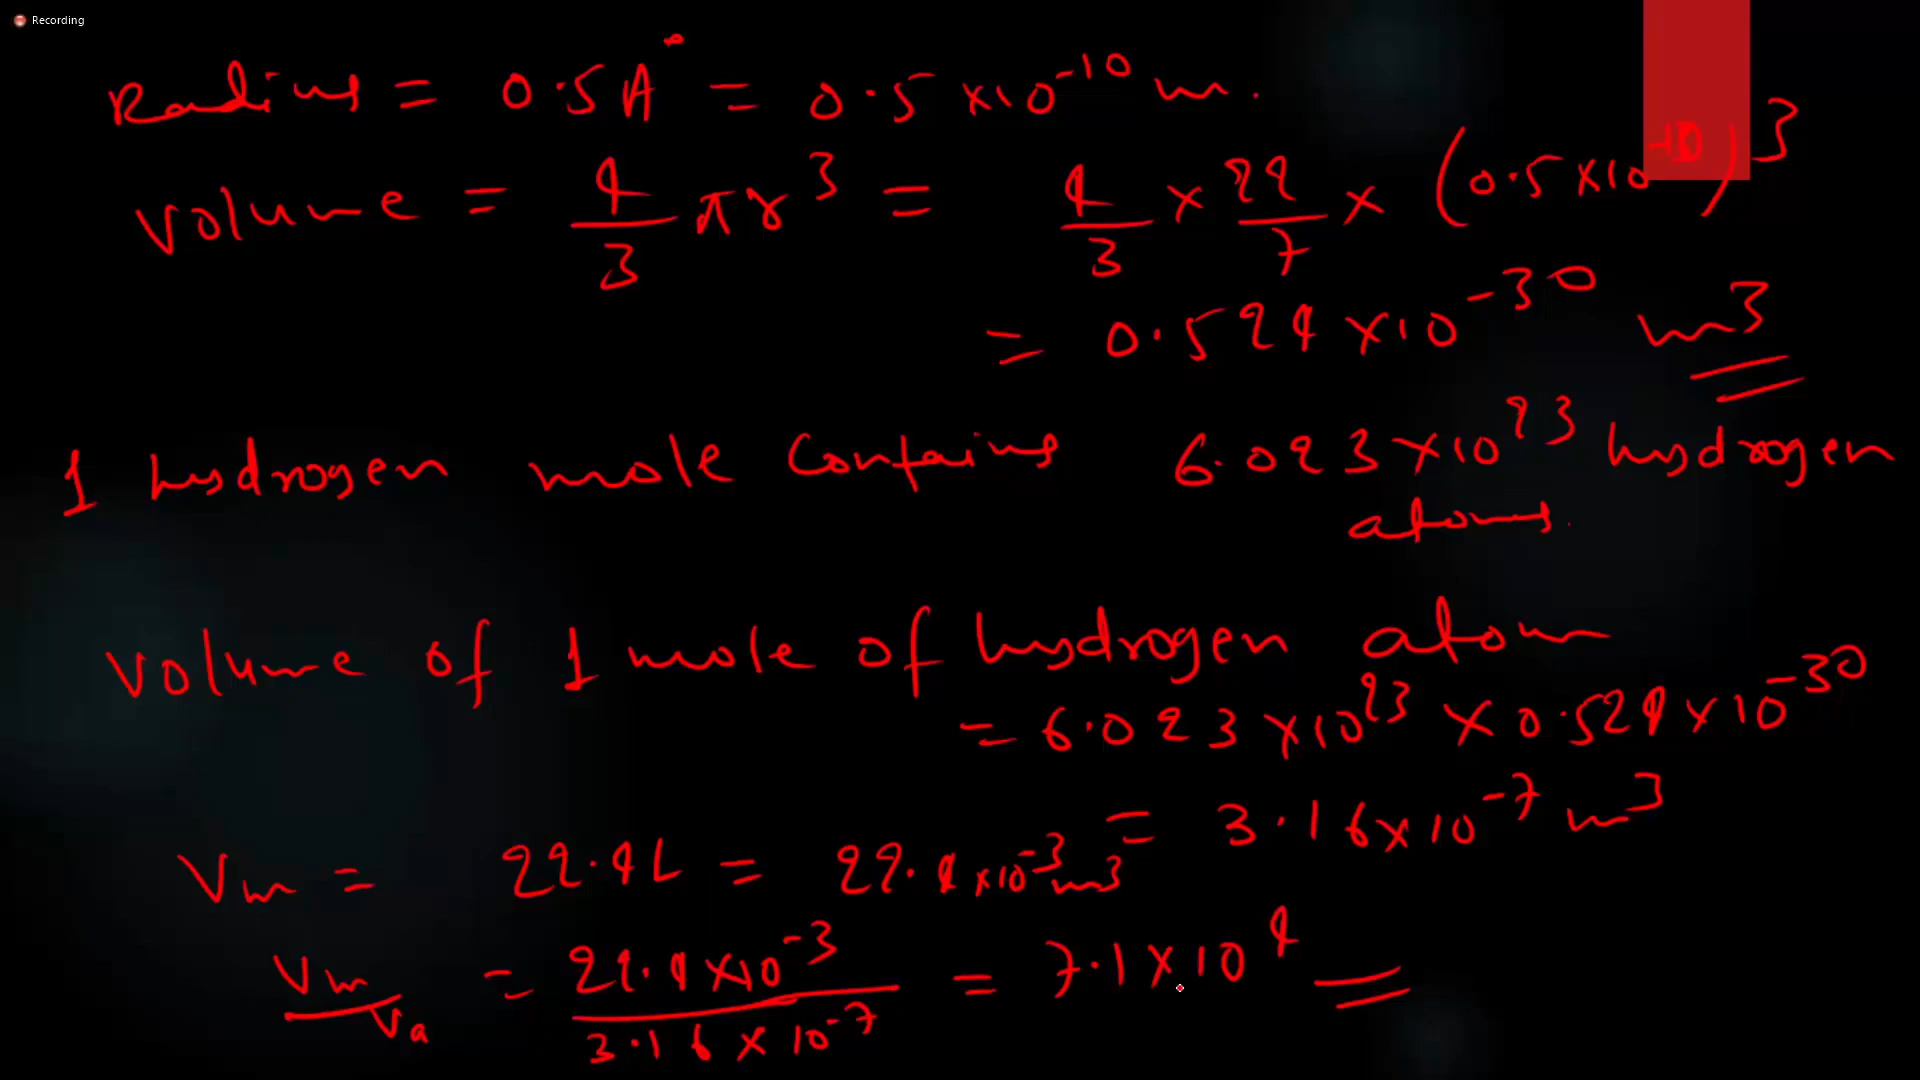 Recording
Radius = 0.5A° = 0.5 × 10⁻¹⁰ m.
Volume = 4/3 πr³ = 4/3 × 22/7 × (0.5 × 10⁻¹⁰)³
= 0.524 × 10⁻³⁰ m³
1 hydrogen mole contains 6.023 × 10²³ hydrogen
atoms.
Volume of 1 mole of hydrogen atom
= 6.023 × 10²³ × 0.524 × 10⁻³⁰
= 3.16 × 10⁻⁷ m³
Vm = 22.4L = 22.4 × 10⁻³ m³
Vm/Va = 22.4 × 10⁻³/3.16 × 10⁻⁷ = 7.1 × 10⁴